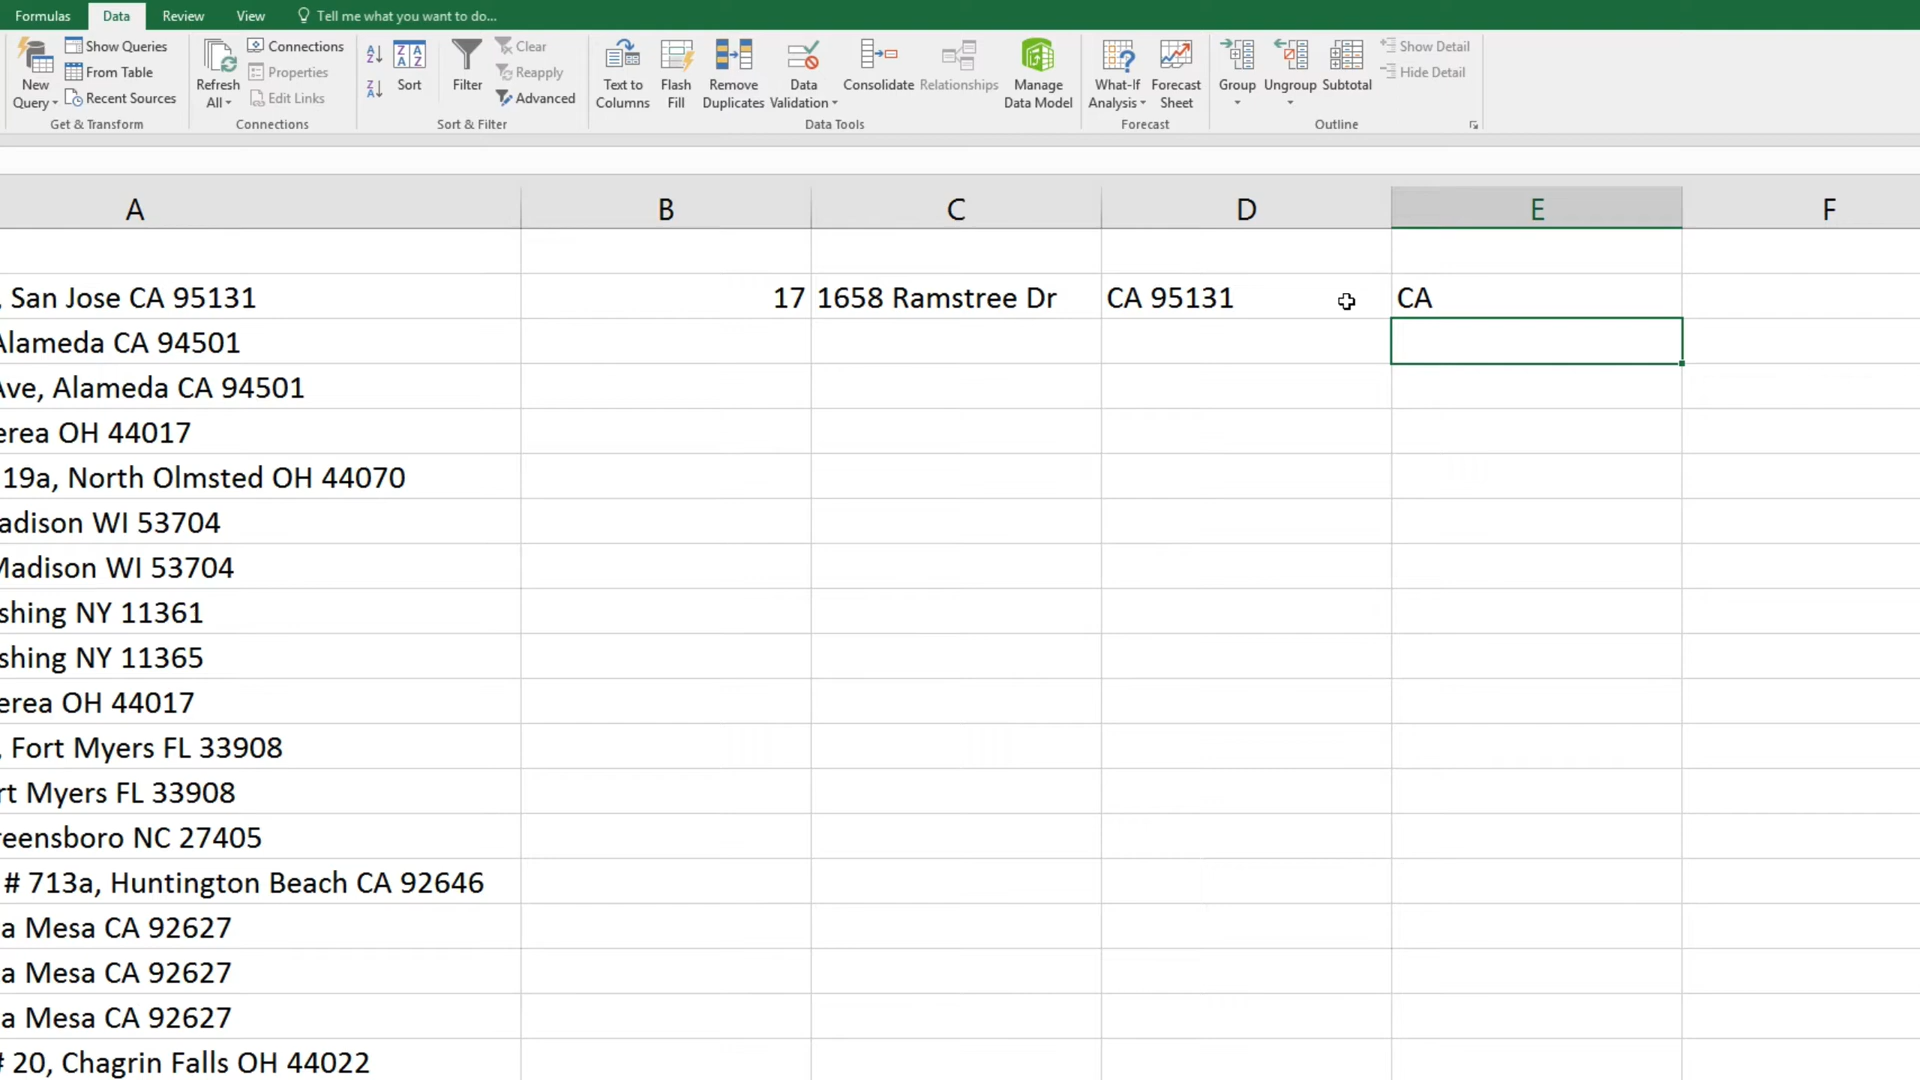 Formulas Data Review View Tell me what you want to do...
New Query Show Queries From Table Recent Sources Get & Transform
Refresh All Connections Properties Edit Links Connections
Sort Filter Clear Reapply Advanced Sort & Filter
Text to Columns Flash Fill Remove Duplicates Data Validation Consolidate Relationships Manage Data Model Data Tools
What-If Analysis Forecast Sheet Forecast
Group Ungroup Subtotal Show Detail Hide Detail Outline
A B C D E F
, San Jose CA 95131 17 1658 Ramstree Dr CA 95131 CA
Alameda CA 94501
Ave, Alameda CA 94501
erea OH 44017
19a, North Olmsted OH 44070
adison WI 53704
Madison WI 53704
shing NY 11361
shing NY 11365
erea OH 44017
, Fort Myers FL 33908
rt Myers FL 33908
reensboro NC 27405
# 713a, Huntington Beach CA 92646
a Mesa CA 92627
a Mesa CA 92627
a Mesa CA 92627
# 20, Chagrin Falls OH 44022